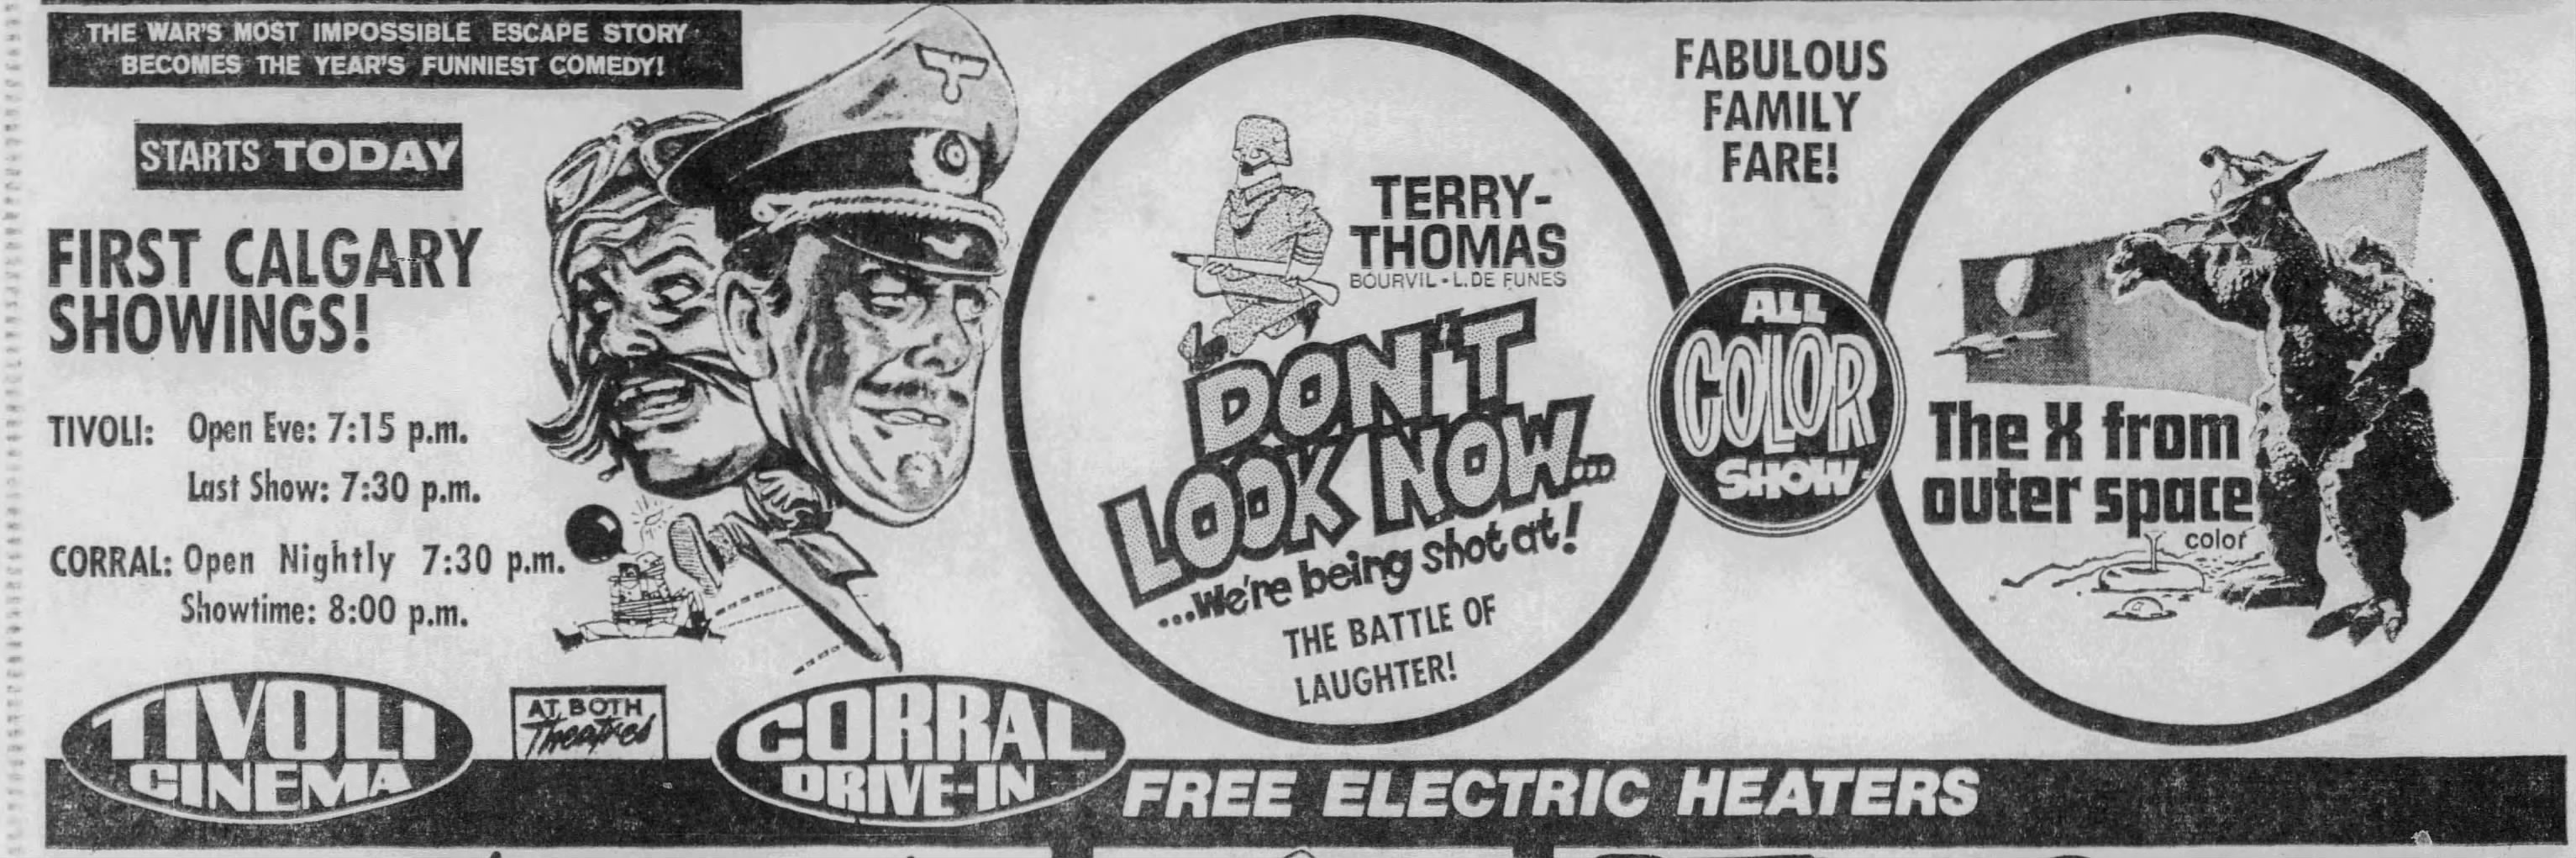 THE WAR'S MOST IMPOSSIBLE ESCAPE STORY
BECOMES THE YEAR'S FUNNIEST COMEDY!
STARTS TODAY
FIRST CALGARY
SHOWINGS!
TIVOLI: Open Eve: 7:15 p.m.
Last Show: 7:30 p.m.
CORRAL: Open Nightly 7:30 p.m.
Showtime: 8:00 p.m.
TERRY-
THOMAS
BOURVIL • L. DE FUNES
DON'T
LOOK NOW...
...We're being shot at!
THE BATTLE OF
LAUGHTER!
FABULOUS
FAMILY
FARE!
ALL
COLOR
SHOW
The X from
outer space
color
TIVOLI
CINEMA
AT BOTH
Theatres
CORRAL
DRIVE-IN
FREE ELECTRIC HEATERS